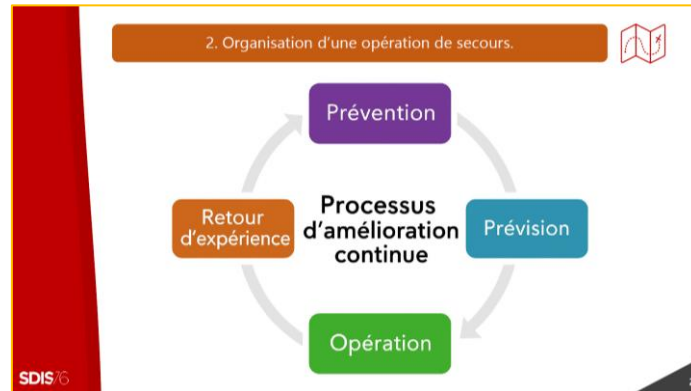 2. Organisation d'une opération de secours.
Prévention
Retour
d'expérience
Processus
d'amélioration
continue
Prévision
Opération
SDIS76